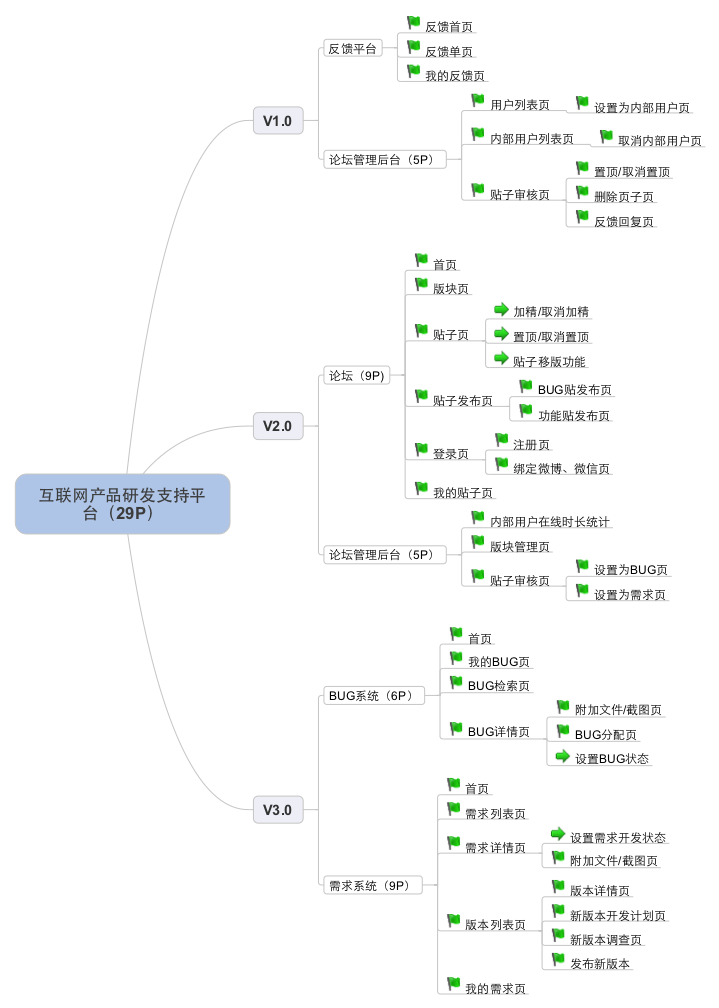 互联网产品研发支持平
台（29P）
V1.0
反馈平台
反馈首页
反馈单页
我的反馈页
论坛管理后台（5P）
用户列表页
设置为内部用户页
内部用户列表页
取消内部用户页
贴子审核页
置顶/取消置顶
删除页子页
反馈回复页
V2.0
论坛（9P)
首页
版块页
贴子页
加精/取消加精
置顶/取消置顶
贴子移版功能
贴子发布页
BUG贴发布页
功能贴发布页
登录页
注册页
绑定微博、微信页
我的贴子页
论坛管理后台（5P）
内部用户在线时长统计
版块管理页
贴子审核页
设置为BUG页
设置为需求页
V3.0
BUG系统（6P）
首页
我的BUG页
BUG检索页
BUG详情页
附加文件/截图页
BUG分配页
设置BUG状态
需求系统（9P）
首页
需求列表页
需求详情页
设置需求开发状态
附加文件/截图页
版本列表页
版本详情页
新版本开发计划页
新版本调查页
发布新版本
我的需求页